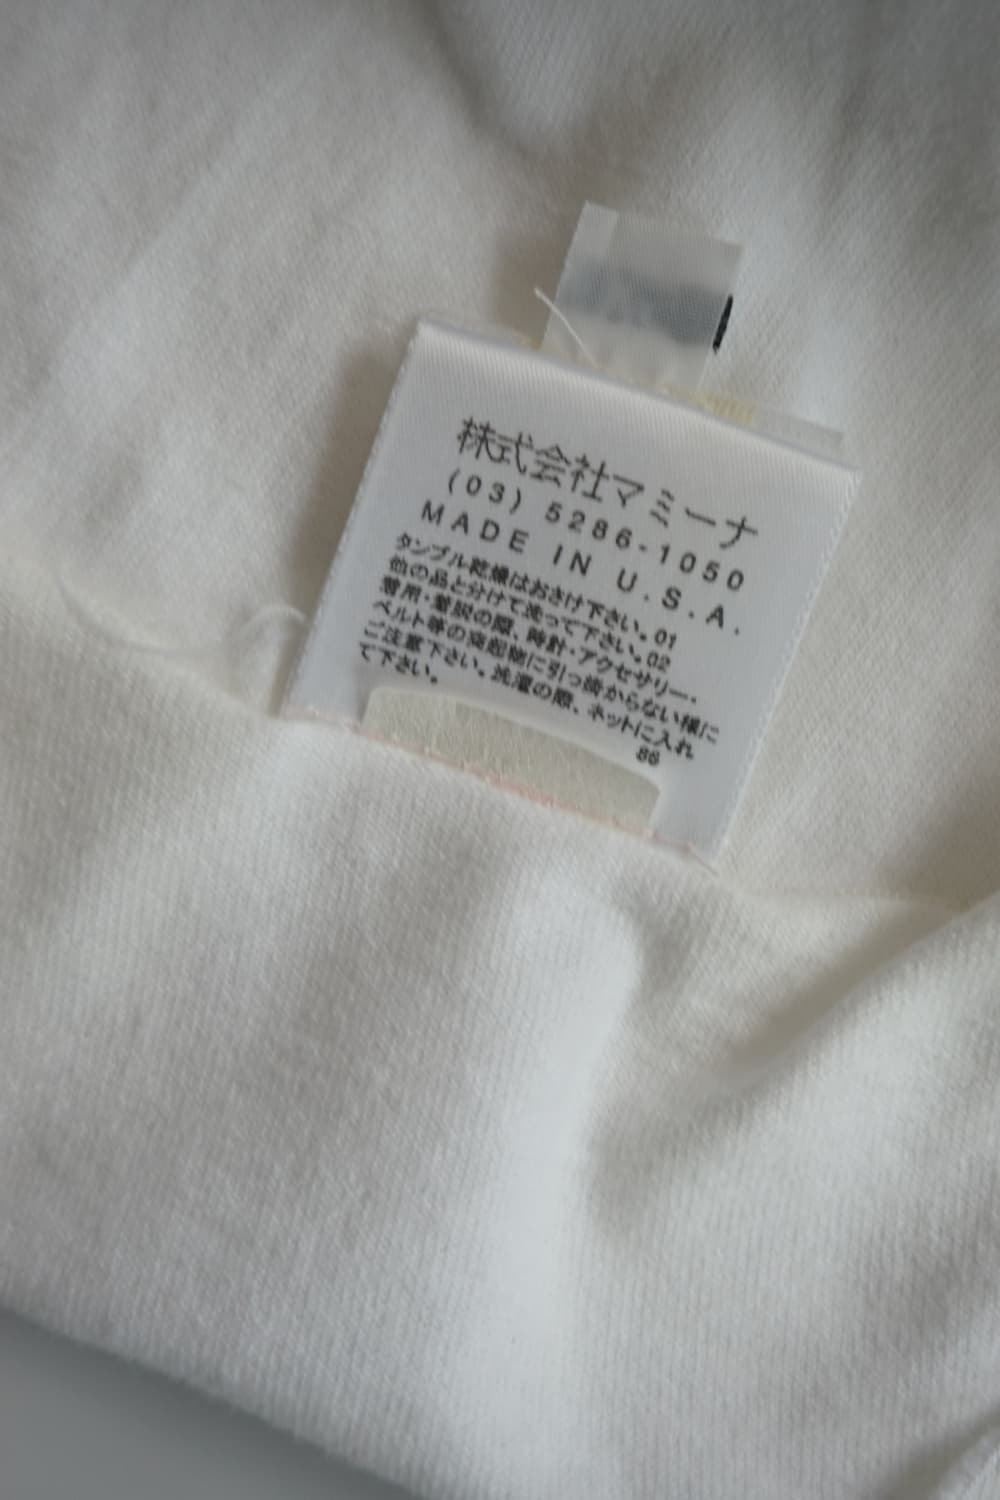 株式会社マミーナ
(03) 5286-1050
MADE IN U.S.A.
タンブル乾燥はおさけ下さい。01
他の品と分けて洗って下さい。02
着用・着脱の際、時計・アクセサリー・
ベルト等の突起物に引っ掛からない様に
ご注意下さい。洗濯の際、ネットに入れ
て下さい。 86